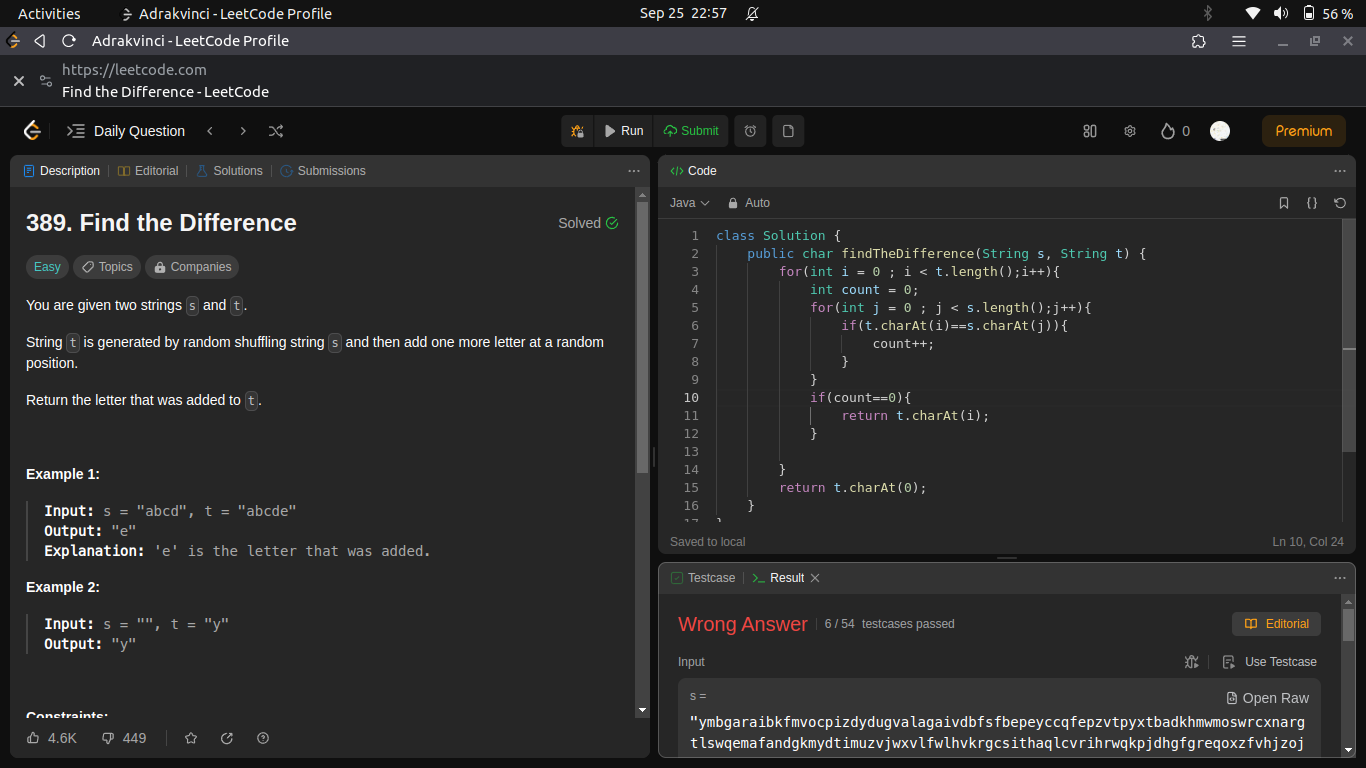 Activities Adrakvinci - LeetCode Profile Sep 25 22:57 56 %
Adrakvinci - LeetCode Profile
https://leetcode.com
Find the Difference - LeetCode
Daily Question Run Submit 0 Premium
Description Editorial Solutions Submissions
389. Find the Difference Solved
Easy Topics Companies
You are given two strings s and t.
String t is generated by random shuffling string s and then add one more letter at a random
position.
Return the letter that was added to t.
Example 1:
Input: s = "abcd", t = "abcde"
Output: "e"
Explanation: 'e' is the letter that was added.
Example 2:
Input: s = "", t = "y"
Output: "y"
Constraints:
4.6K 449
Code
Java Auto
1 class Solution {
2 public char findTheDifference(String s, String t) {
3 for(int i = 0 ; i < t.length();i++){
4 int count = 0;
5 for(int j = 0 ; j < s.length();j++){
6 if(t.charAt(i)==s.charAt(j)){
7 count++;
8 }
9 }
10 if(count==0){
11 return t.charAt(i);
12 }
13
14 }
15 return t.charAt(0);
16 }
17 }
Saved to local Ln 10, Col 24
Testcase Result
Wrong Answer 6 / 54 testcases passed Editorial
Input Use Testcase
s = Open Raw
"ymbgaraibkfmvocpizdydugvalagaivdbfsfbepeyccqfepzvtpyxtbadkhmwmoswrcxnarg
tlswqemafandgkmydtimuzvjwxvlfwlhvkrgcsithaqlcvrihrwqkpjdhgfgreqoxzfvhjzoj